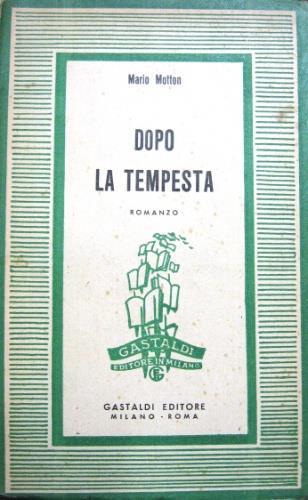 Mario Motton
DOPO
LA TEMPESTA
ROMANZO
GASTALDI
EDITORE IN MILANO
GASTALDI EDITORE
MILANO - ROMA